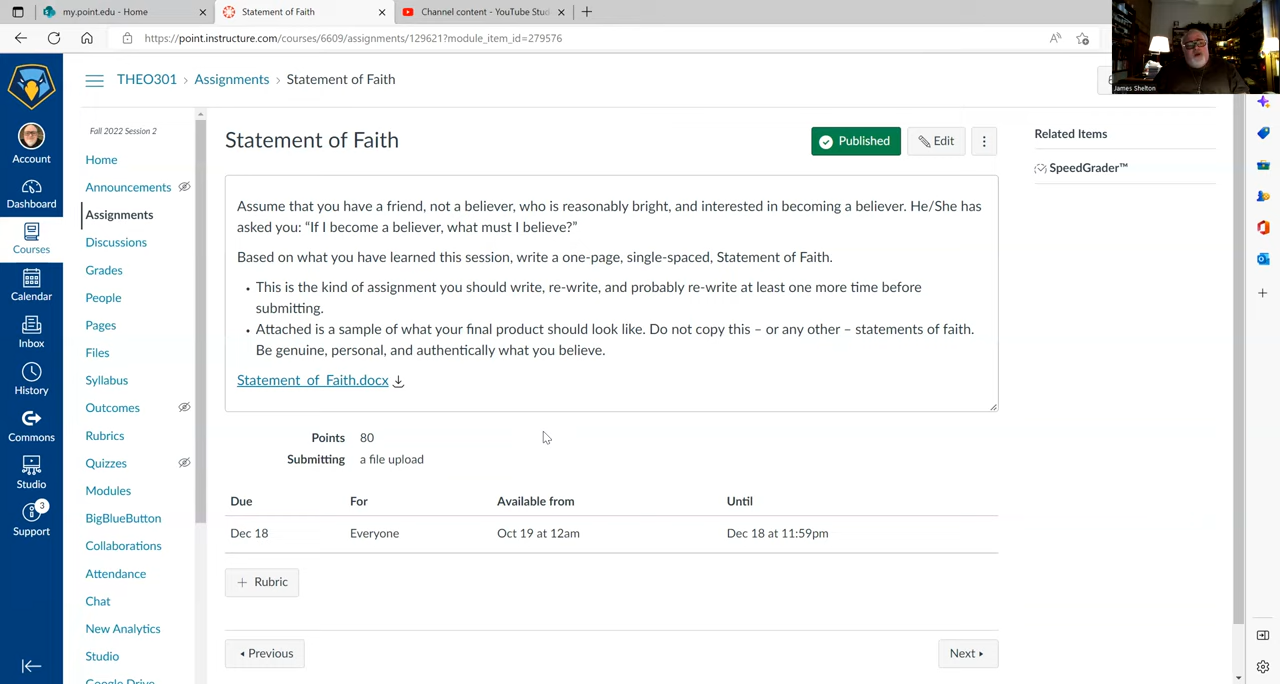 my.point.edu - Home
Statement of Faith
Channel content - YouTube Stu
https://point.instructure.com/courses/6609/assignments/129621?module_item_id=279576
James Shelton
THEO301 › Assignments › Statement of Faith
Account
Dashboard
Courses
Calendar
Inbox
History
Commons
Studio
3
Support
Fall 2022 Session 2
Home
Announcements
Assignments
Discussions
Grades
People
Pages
Files
Syllabus
Outcomes
Rubrics
Quizzes
Modules
BigBlueButton
Collaborations
Attendance
Chat
New Analytics
Studio
Google Drive
Statement of Faith
Published
Edit
Assume that you have a friend, not a believer, who is reasonably bright, and interested in becoming a believer. He/She has
asked you: “If I become a believer, what must I believe?”
Based on what you have learned this session, write a one-page, single-spaced, Statement of Faith.
• This is the kind of assignment you should write, re-write, and probably re-write at least one more time before
submitting.
• Attached is a sample of what your final product should look like. Do not copy this – or any other – statements of faith.
Be genuine, personal, and authentically what you believe.
Statement_of_Faith.docx
Points 80
Submitting a file upload
Due For Available from Until
Dec 18 Everyone Oct 19 at 12am Dec 18 at 11:59pm
+ Rubric
Previous
Next
Related Items
SpeedGrader™